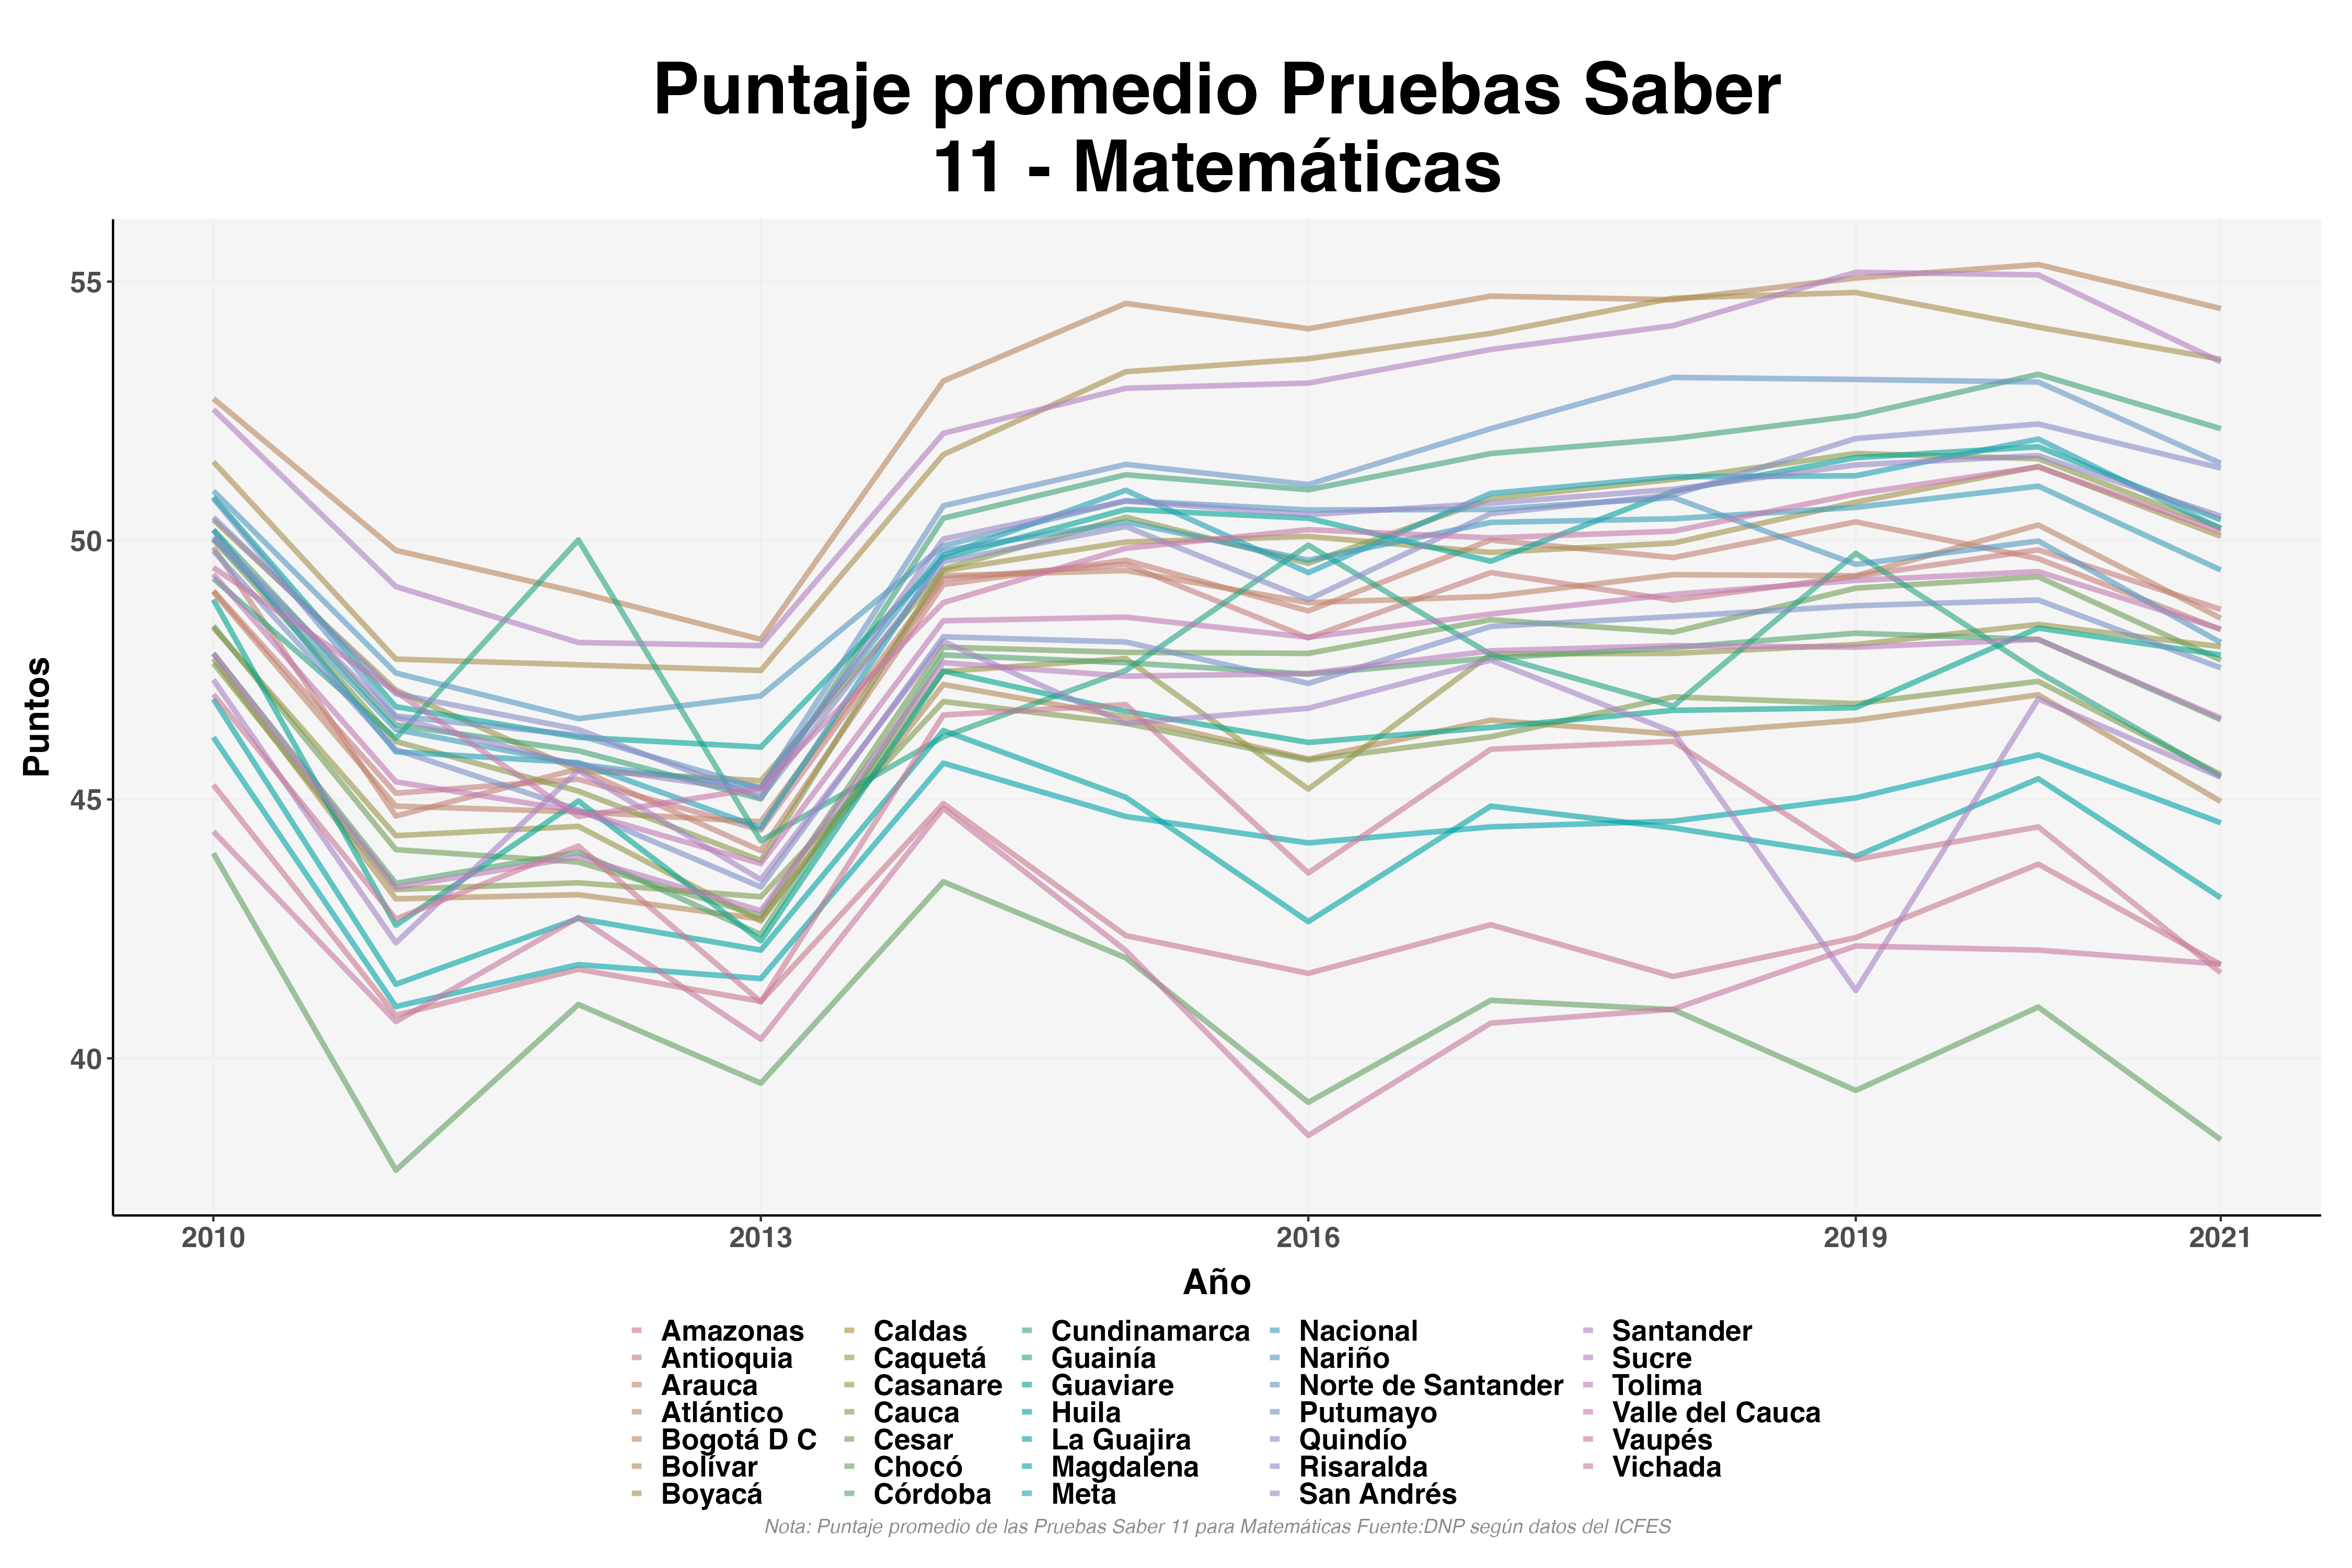 Puntaje promedio Pruebas Saber
11 - Matemáticas
Puntos
55
50
45
40
2010
2013
2016
2019
2021
Año
Amazonas
Antioquia
Arauca
Atlántico
Bogotá D C
Bolívar
Boyacá
Caldas
Caquetá
Casanare
Cauca
Cesar
Chocó
Córdoba
Cundinamarca
Guainía
Guaviare
Huila
La Guajira
Magdalena
Meta
Nacional
Nariño
Norte de Santander
Putumayo
Quindío
Risaralda
San Andrés
Santander
Sucre
Tolima
Valle del Cauca
Vaupés
Vichada
Nota: Puntaje promedio de las Pruebas Saber 11 para Matemáticas Fuente:DNP según datos del ICFES